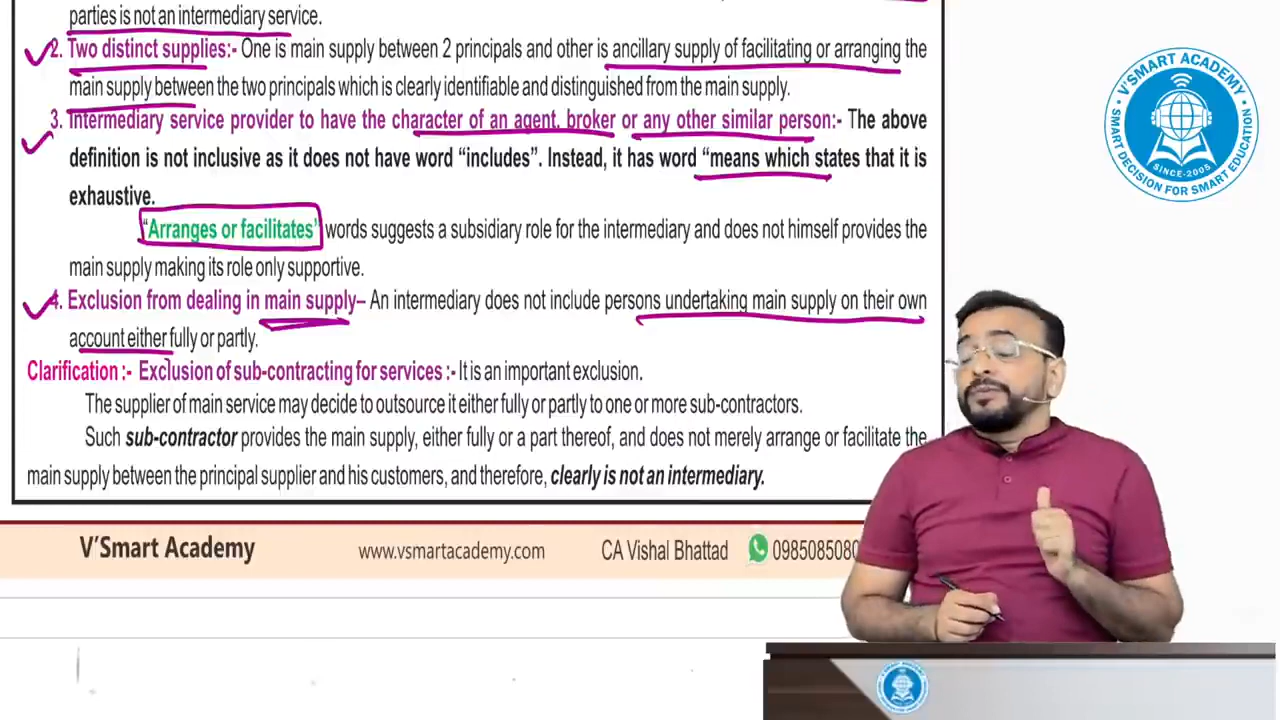 parties is not an intermediary service.
2. Two distinct supplies:- One is main supply between 2 principals and other is ancillary supply of facilitating or arranging the
main supply between the two principals which is clearly identifiable and distinguished from the main supply.
3. Intermediary service provider to have the character of an agent, broker or any other similar person:- The above
definition is not inclusive as it does not have word “includes”. Instead, it has word “means which states that it is
exhaustive.
“Arranges or facilitates” words suggests a subsidiary role for the intermediary and does not himself provides the
main supply making its role only supportive.
4. Exclusion from dealing in main supply– An intermediary does not include persons undertaking main supply on their own
account either fully or partly.
Clarification :- Exclusion of sub-contracting for services :- It is an important exclusion.
The supplier of main service may decide to outsource it either fully or partly to one or more sub-contractors.
Such sub-contractor provides the main supply, either fully or a part thereof, and does not merely arrange or facilitate the
main supply between the principal supplier and his customers, and therefore, clearly is not an intermediary.
V'Smart Academy www.vsmartacademy.com CA Vishal Bhattad 0985085080
VSMART ACADEMY
SINCE-2005
SMART DECISION FOR SMART EDUCATION